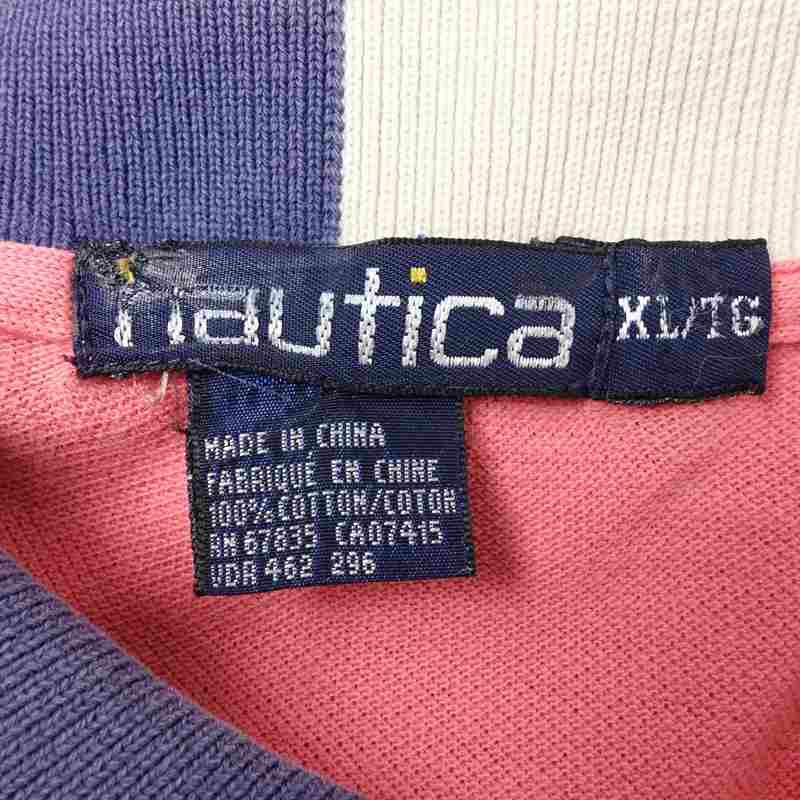 nautica XL/TG
MADE IN CHINA
FABRIQUÉ EN CHINE
100% COTTON/COTON
RN 67835 CA07415
VDR 462 296